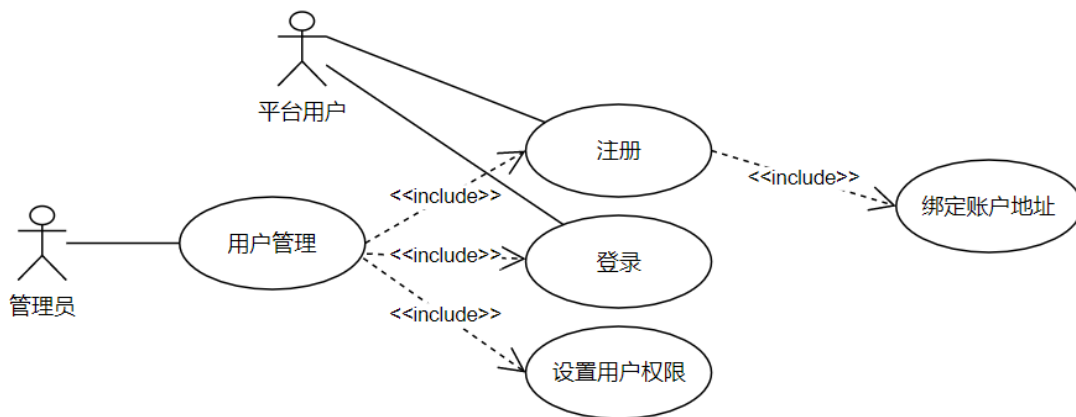 平台用户
注册
<<include>>
<<include>>
绑定账户地址
用户管理
<<include>>
登录
管理员
<<include>>
设置用户权限